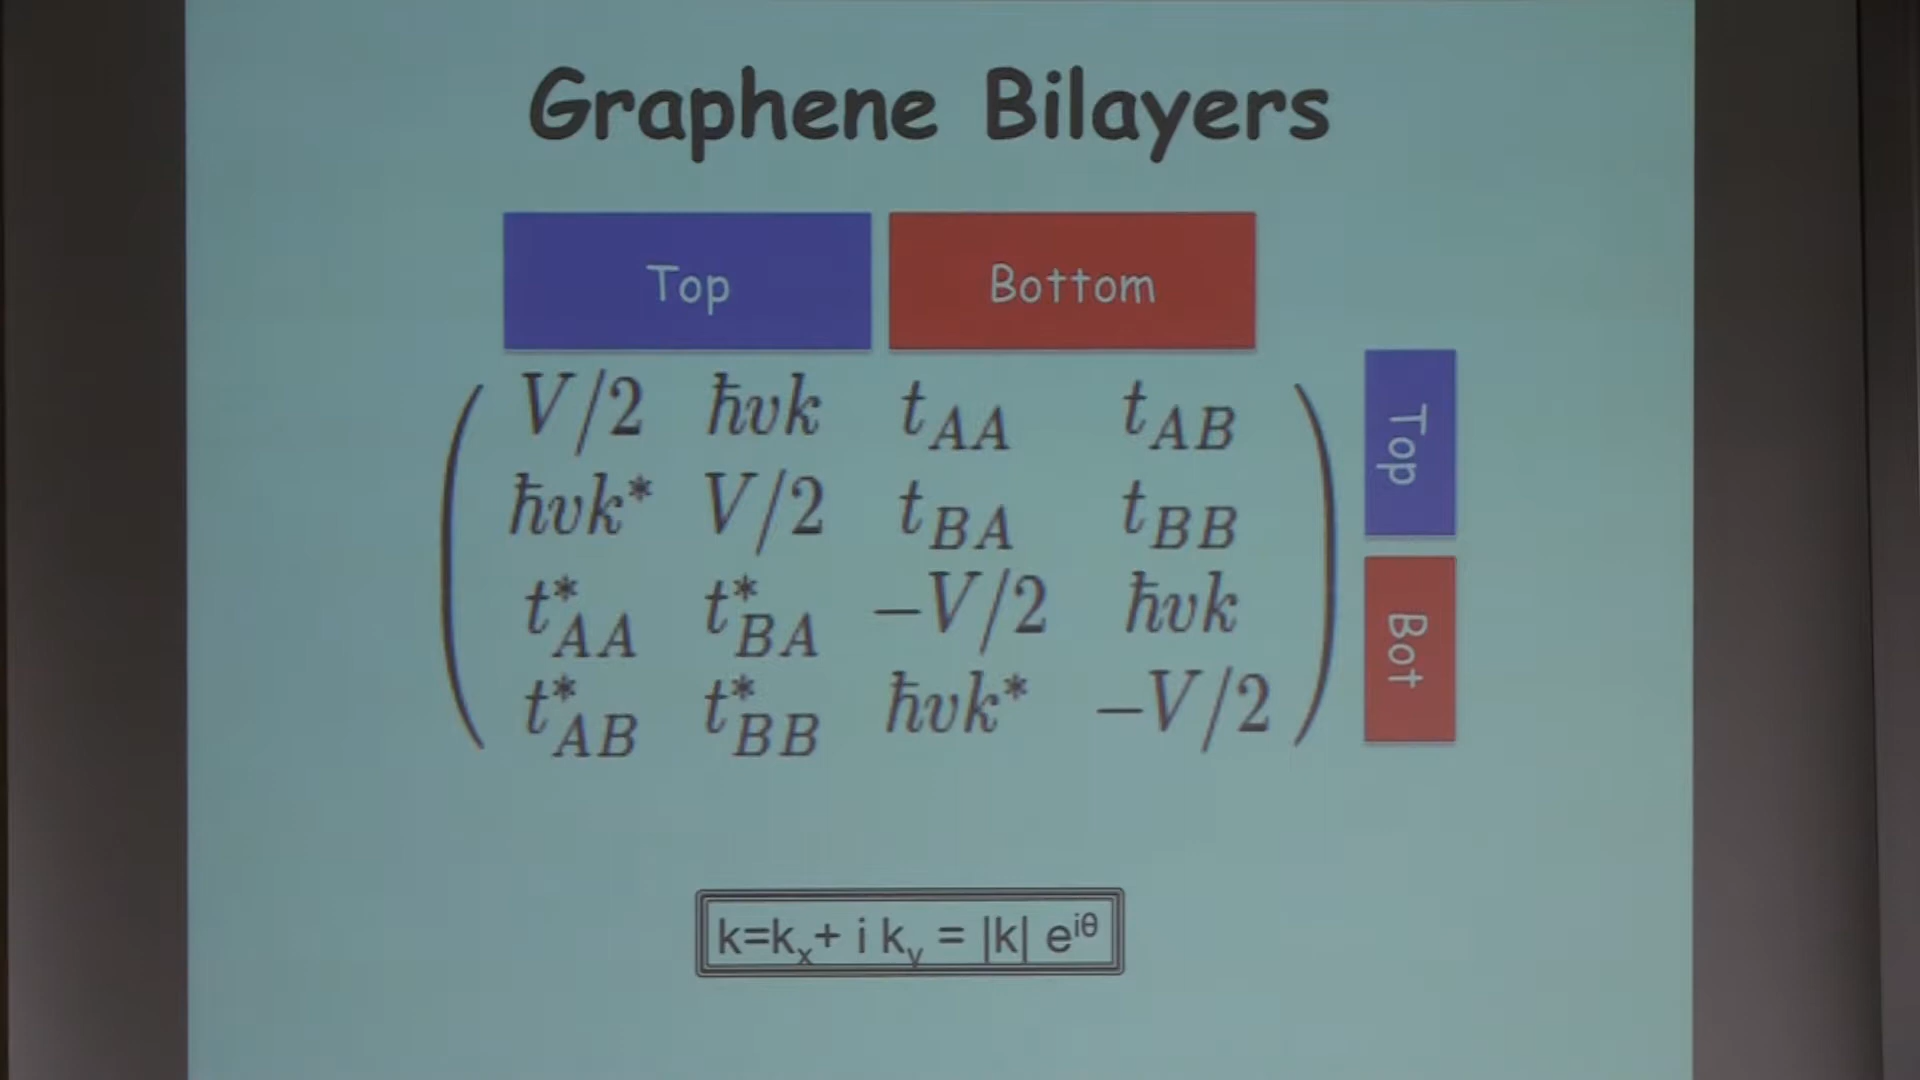 Graphene Bilayers
Top Bottom
V/2 ħvk t_AA t_AB
ħvk* V/2 t_BA t_BB
t*_AA t*_BA −V/2 ħvk
t*_AB t*_BB ħvk* −V/2
Top
Bot
k=k_x+ i k_y = |k| e^iθ